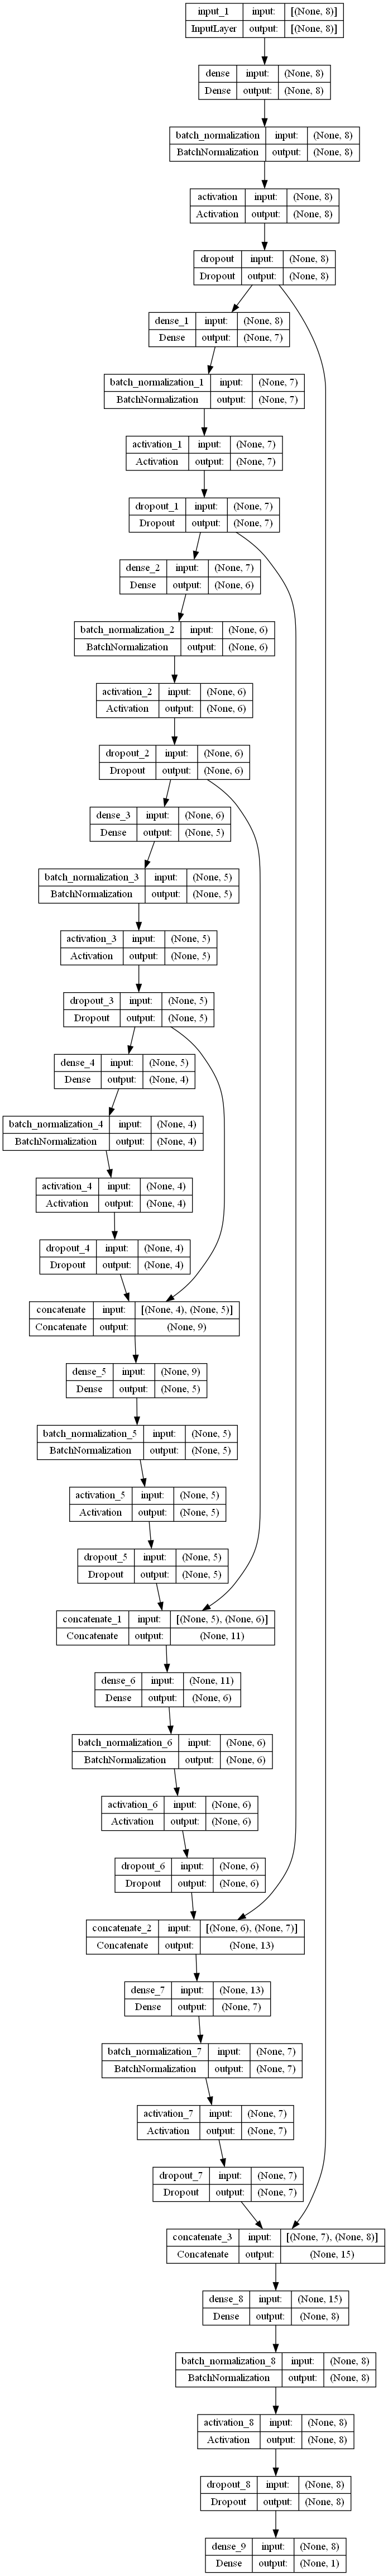 input_1 input: [(None, 8)]
InputLayer output: [(None, 8)]
dense input: (None, 8)
Dense output: (None, 8)
batch_normalization input: (None, 8)
BatchNormalization output: (None, 8)
activation input: (None, 8)
Activation output: (None, 8)
dropout input: (None, 8)
Dropout output: (None, 8)
dense_1 input: (None, 8)
Dense output: (None, 7)
batch_normalization_1 input: (None, 7)
BatchNormalization output: (None, 7)
activation_1 input: (None, 7)
Activation output: (None, 7)
dropout_1 input: (None, 7)
Dropout output: (None, 7)
dense_2 input: (None, 7)
Dense output: (None, 6)
batch_normalization_2 input: (None, 6)
BatchNormalization output: (None, 6)
activation_2 input: (None, 6)
Activation output: (None, 6)
dropout_2 input: (None, 6)
Dropout output: (None, 6)
dense_3 input: (None, 6)
Dense output: (None, 5)
batch_normalization_3 input: (None, 5)
BatchNormalization output: (None, 5)
activation_3 input: (None, 5)
Activation output: (None, 5)
dropout_3 input: (None, 5)
Dropout output: (None, 5)
dense_4 input: (None, 5)
Dense output: (None, 4)
batch_normalization_4 input: (None, 4)
BatchNormalization output: (None, 4)
activation_4 input: (None, 4)
Activation output: (None, 4)
dropout_4 input: (None, 4)
Dropout output: (None, 4)
concatenate input: [(None, 4), (None, 5)]
Concatenate output: (None, 9)
dense_5 input: (None, 9)
Dense output: (None, 5)
batch_normalization_5 input: (None, 5)
BatchNormalization output: (None, 5)
activation_5 input: (None, 5)
Activation output: (None, 5)
dropout_5 input: (None, 5)
Dropout output: (None, 5)
concatenate_1 input: [(None, 5), (None, 6)]
Concatenate output: (None, 11)
dense_6 input: (None, 11)
Dense output: (None, 6)
batch_normalization_6 input: (None, 6)
BatchNormalization output: (None, 6)
activation_6 input: (None, 6)
Activation output: (None, 6)
dropout_6 input: (None, 6)
Dropout output: (None, 6)
concatenate_2 input: [(None, 6), (None, 7)]
Concatenate output: (None, 13)
dense_7 input: (None, 13)
Dense output: (None, 7)
batch_normalization_7 input: (None, 7)
BatchNormalization output: (None, 7)
activation_7 input: (None, 7)
Activation output: (None, 7)
dropout_7 input: (None, 7)
Dropout output: (None, 7)
concatenate_3 input: [(None, 7), (None, 8)]
Concatenate output: (None, 15)
dense_8 input: (None, 15)
Dense output: (None, 8)
batch_normalization_8 input: (None, 8)
BatchNormalization output: (None, 8)
activation_8 input: (None, 8)
Activation output: (None, 8)
dropout_8 input: (None, 8)
Dropout output: (None, 8)
dense_9 input: (None, 8)
Dense output: (None, 1)